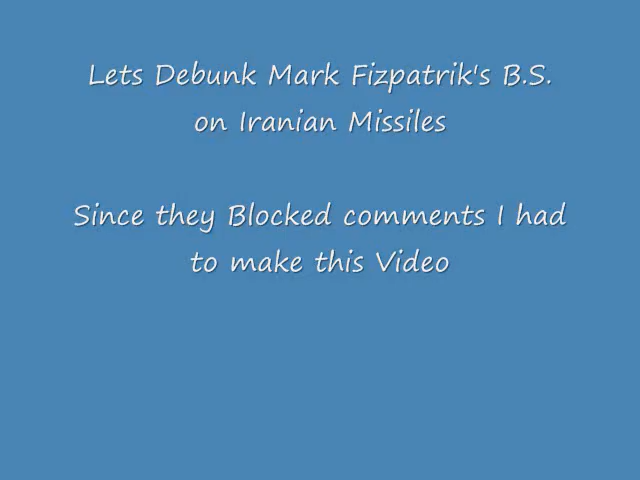 Lets Debunk Mark Fizpatrik's B.S.
on Iranian Missiles
Since they Blocked comments I had
to make this Video